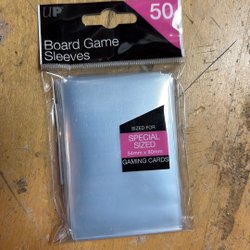 UP
50
Board Game
Sleeves
SIZED FOR
SPECIAL
SIZED
54mm x 80mm
GAMING CARDS